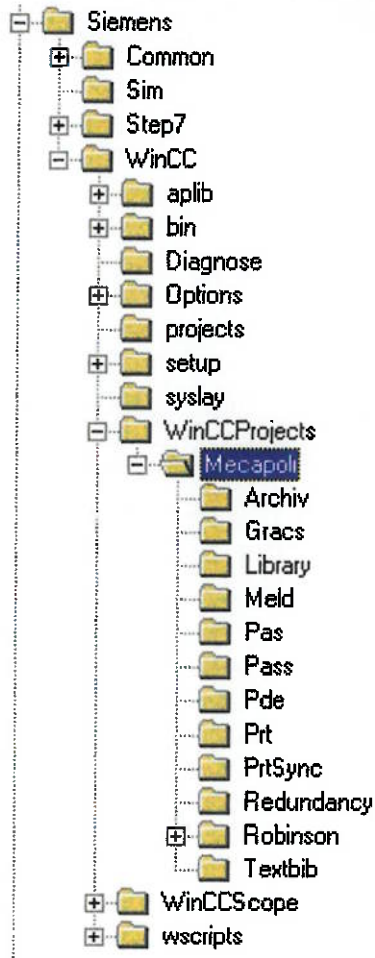 Siemens
Common
Sim
Step7
WinCC
aplib
bin
Diagnose
Options
projects
setup
syslay
WinCCProjects
Mecapoli
Archiv
Gracs
Library
Meld
Pas
Pass
Pde
Prt
PrtSync
Redundancy
Robinson
Textbib
WinCCScope
wscripts